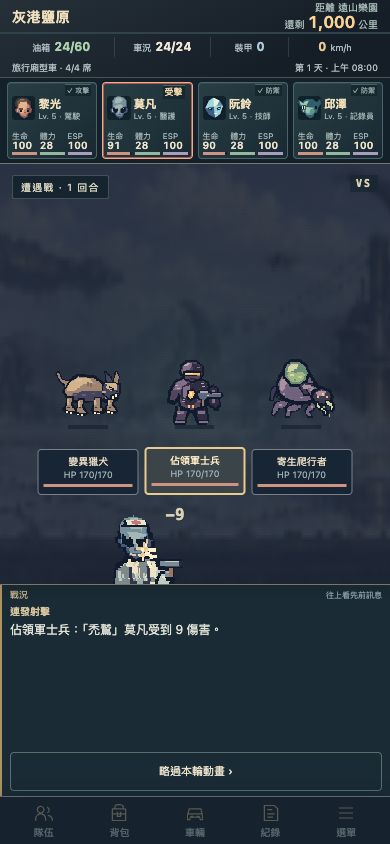 灰港鹽原
距離 遠山樂園
還剩 1,000 公里
油箱 24/60
車況 24/24
裝甲 0
0 km/h
旅行廂型車 · 4/4 席
第 1 天 · 上午 08:00
✓ 攻擊
黎光
Lv. 5 · 駕駛
生命 體力 ESP
100 28 100
受擊
莫凡
Lv. 5 · 醫護
生命 體力 ESP
91 28 100
✓ 防禦
阮鈴
Lv. 5 · 技師
生命 體力 ESP
90 28 100
✓ 防禦
邱澤
Lv. 5 · 記錄員
生命 體力 ESP
100 28 100
遭遇戰 · 1 回合
VS
變異獵犬
HP 170/170
佔領軍士兵
HP 170/170
寄生爬行者
HP 170/170
-9
戰況
往上看先前訊息
連發射擊
佔領軍士兵：「禿鷲」莫凡受到 9 傷害。
略過本輪動畫 ›
隊伍
背包
車輛
紀錄
選單